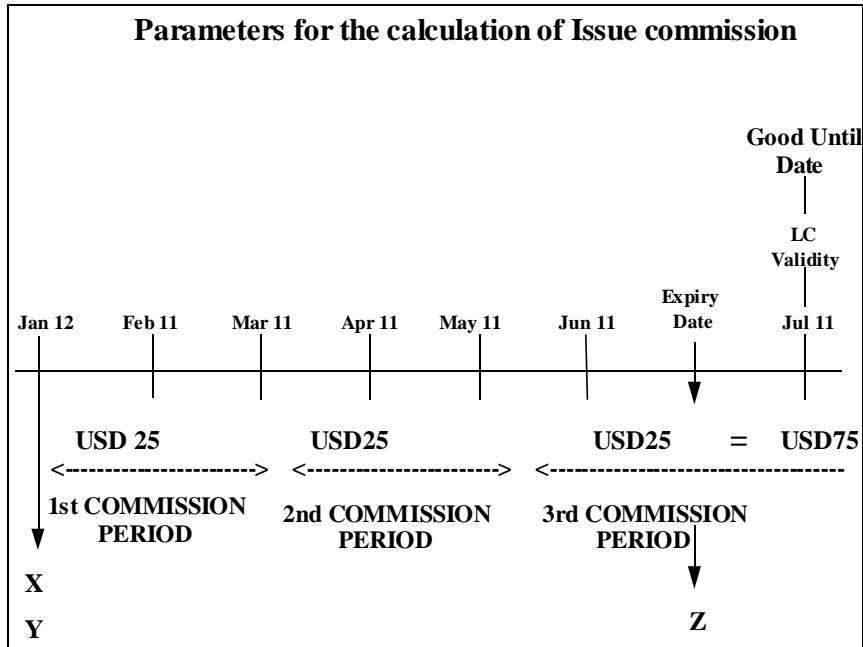 Parameters for the calculation of Issue commission
Good Until
Date
LC
Validity
Expiry
Date
Jan 12 Feb 11 Mar 11 Apr 11 May 11 Jun 11 Jul 11
USD 25 USD25 USD25 = USD75
<-----------------------> <-----------------------> <---------------------------------
1st COMMISSION
PERIOD
2nd COMMISSION
PERIOD
3rd COMMISSION
PERIOD
X
Y
Z